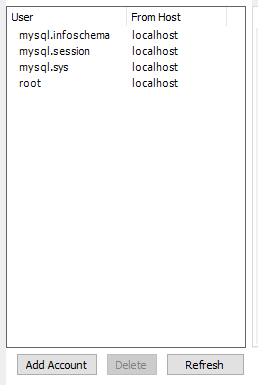 User From Host
mysql.infoschema localhost
mysql.session localhost
mysql.sys localhost
root localhost
Add Account Delete Refresh